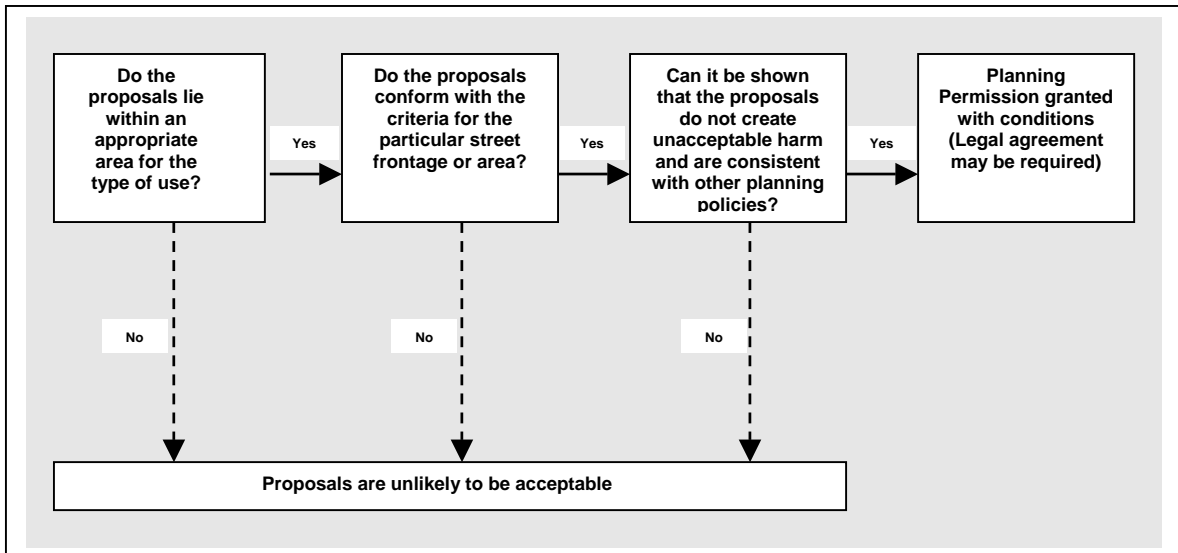 Do the
proposals lie
within an
appropriate
area for the
type of use?
Yes
Do the proposals
conform with the
criteria for the
particular street
frontage or area?
Yes
Can it be shown
that the proposals
do not create
unacceptable harm
and are consistent
with other planning
policies?
Yes
Planning
Permission granted
with conditions
(Legal agreement
may be required)
No
No
No
Proposals are unlikely to be acceptable